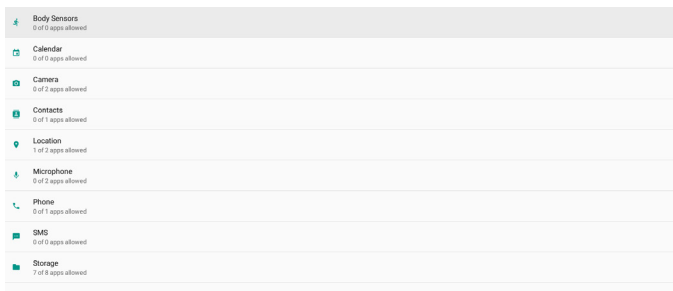 Body Sensors
0 of 0 apps allowed
Calendar
0 of 0 apps allowed
Camera
0 of 2 apps allowed
Contacts
0 of 1 apps allowed
Location
1 of 2 apps allowed
Microphone
0 of 2 apps allowed
Phone
0 of 1 apps allowed
SMS
0 of 0 apps allowed
Storage
7 of 8 apps allowed